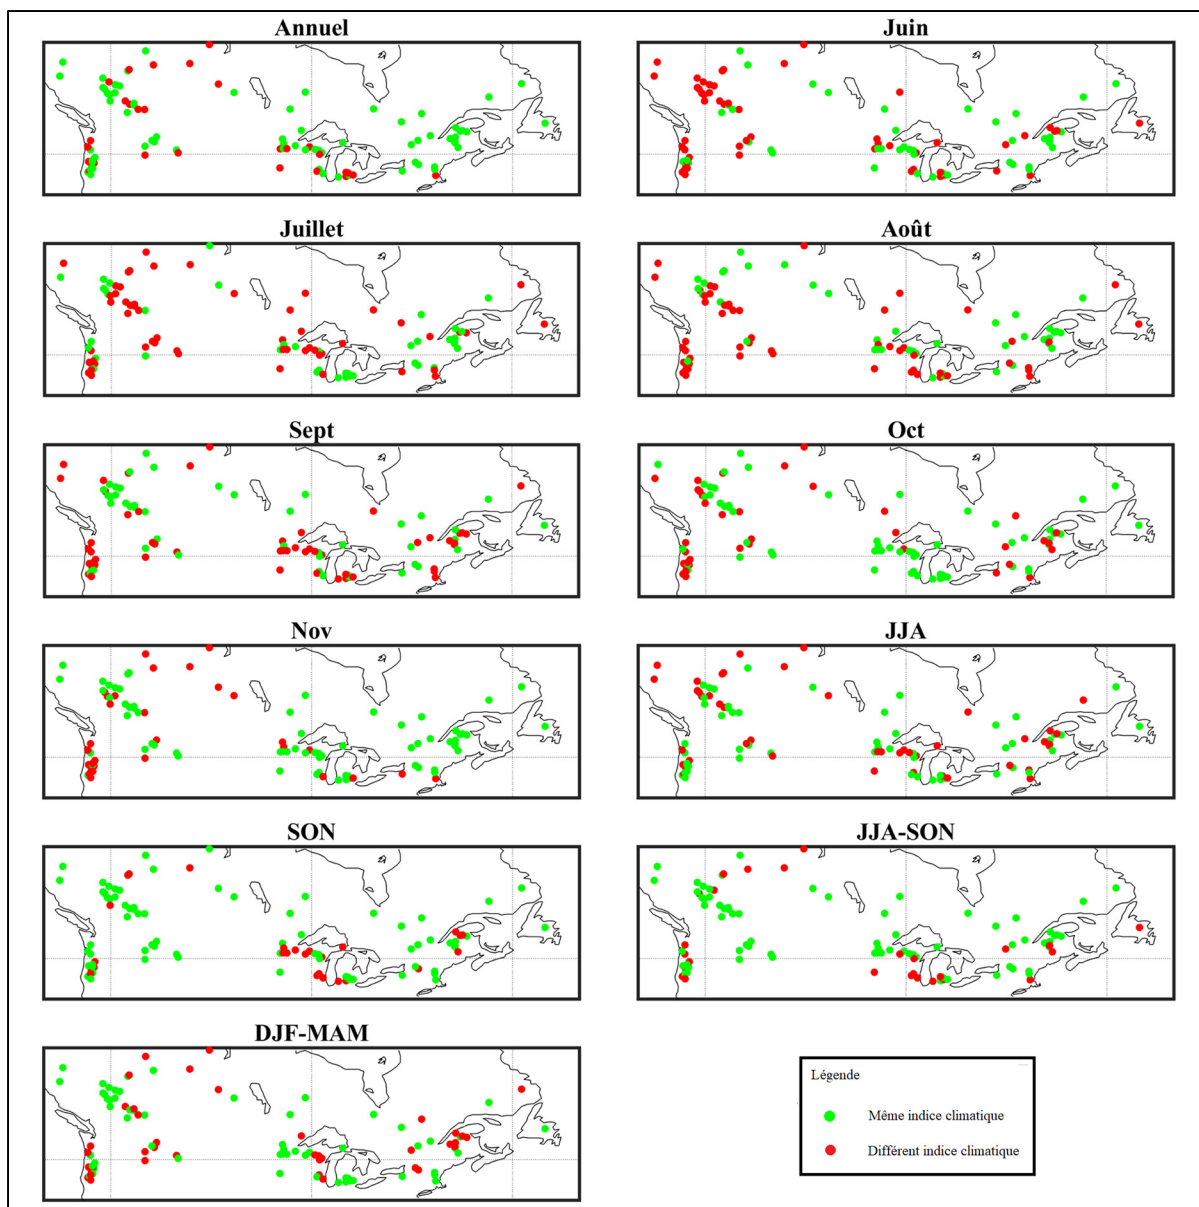 Annuel
Juin
Juillet
Août
Sept
Oct
Nov
JJA
SON
JJA-SON
DJF-MAM
Légende
Même indice climatique
Différent indice climatique